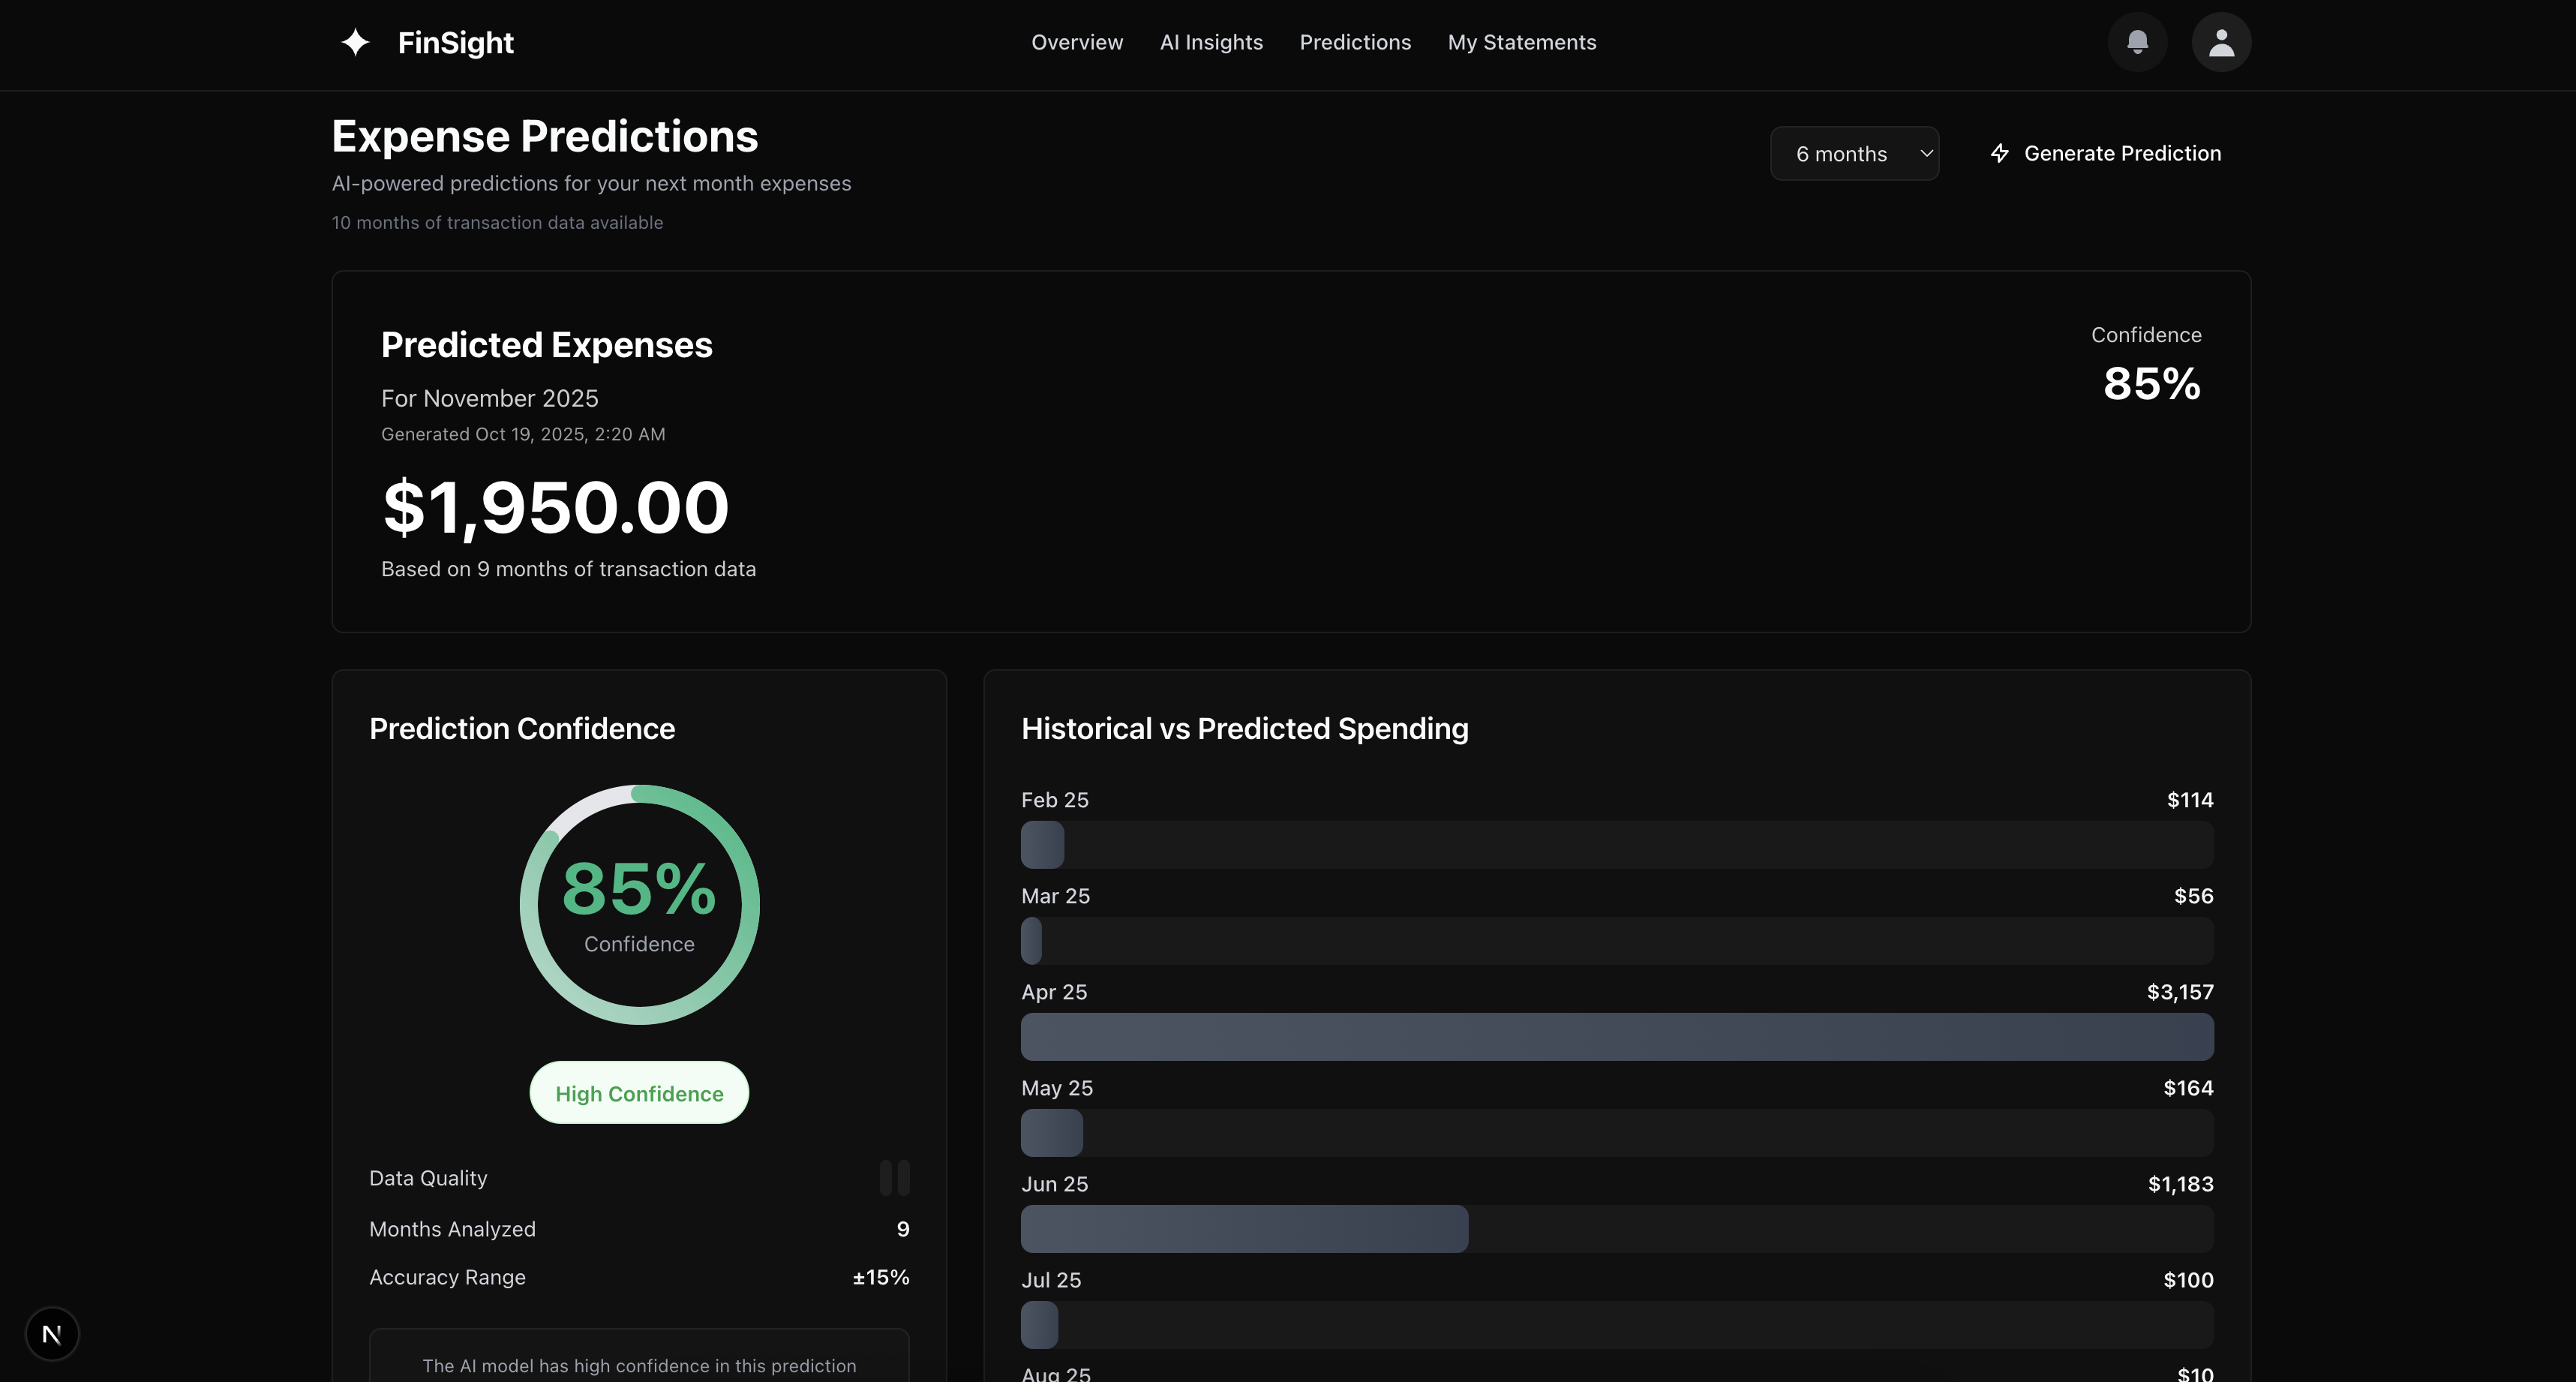 FinSight
Overview
AI Insights
Predictions
My Statements
Expense Predictions
AI-powered predictions for your next month expenses
10 months of transaction data available
6 months
Generate Prediction
Predicted Expenses
For November 2025
Generated Oct 19, 2025, 2:20 AM
$1,950.00
Based on 9 months of transaction data
Confidence
85%
Prediction Confidence
85%
Confidence
High Confidence
Data Quality
Months Analyzed 9
Accuracy Range ±15%
The AI model has high confidence in this prediction
Historical vs Predicted Spending
Feb 25 $114
Mar 25 $56
Apr 25 $3,157
May 25 $164
Jun 25 $1,183
Jul 25 $100
Aug 25 $10
N